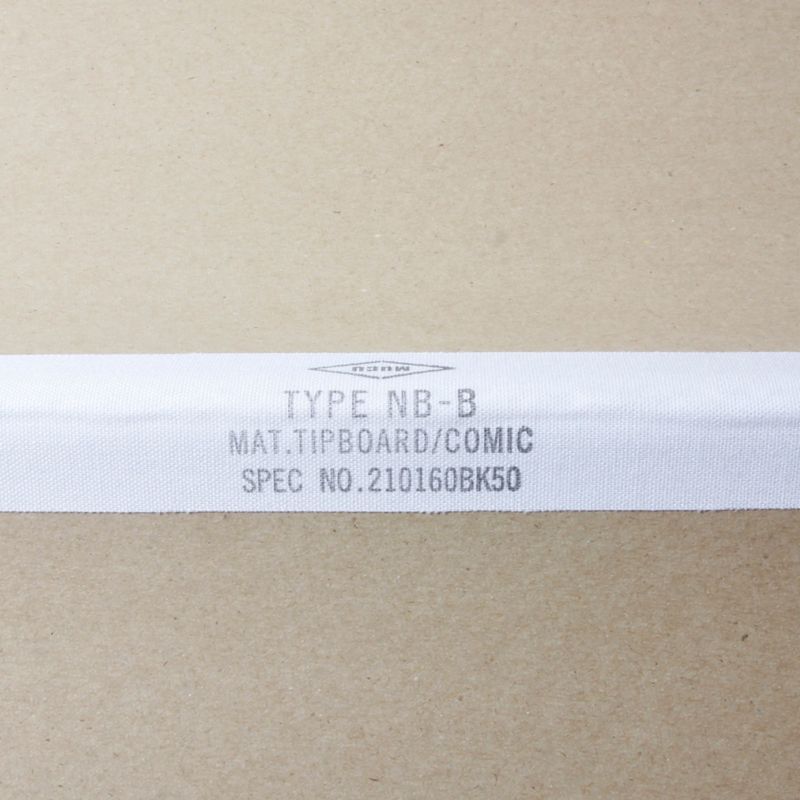 TYPE NB-B
MAT.TIPBOARD/COMIC
SPEC NO.210160BK50